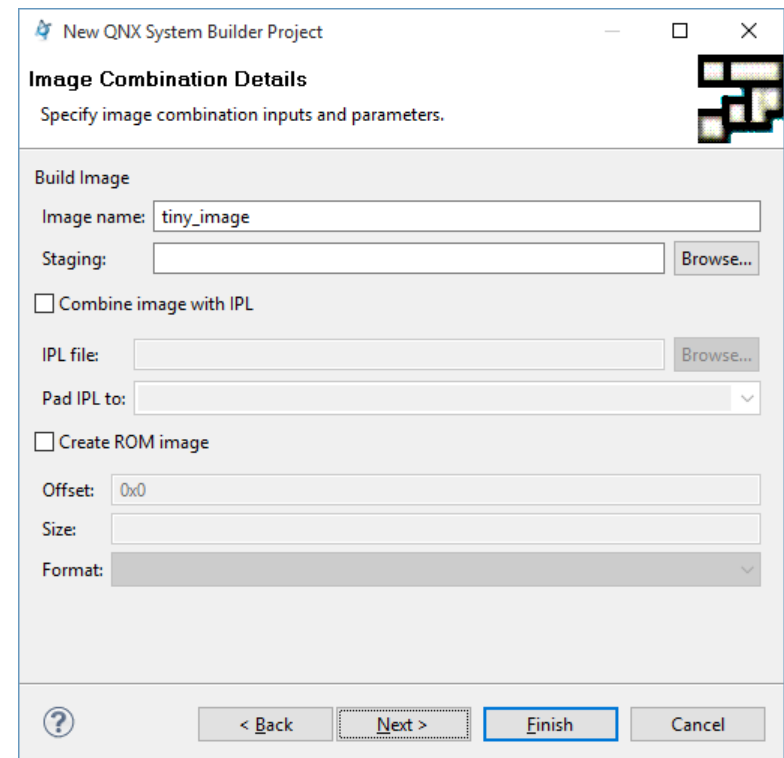 New QNX System Builder Project
Image Combination Details
Specify image combination inputs and parameters.
Build Image
Image name: tiny_image
Staging: Browse...
Combine image with IPL
IPL file: Browse...
Pad IPL to:
Create ROM image
Offset: 0x0
Size:
Format:
? < Back Next > Finish Cancel